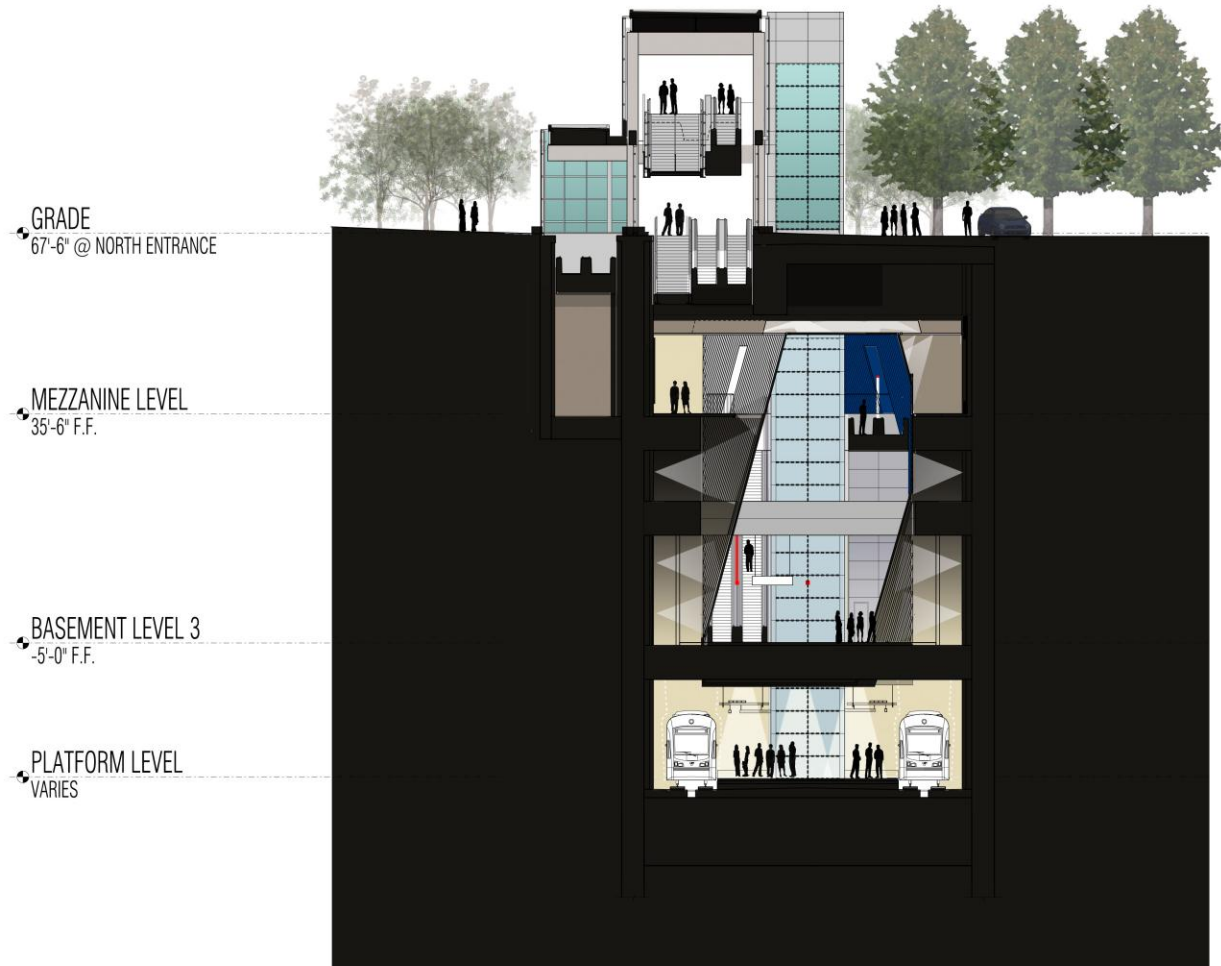 GRADE
67'-6" @ NORTH ENTRANCE
MEZZANINE LEVEL
35'-6" F.F.
BASEMENT LEVEL 3
-5'-0" F.F.
PLATFORM LEVEL
VARIES